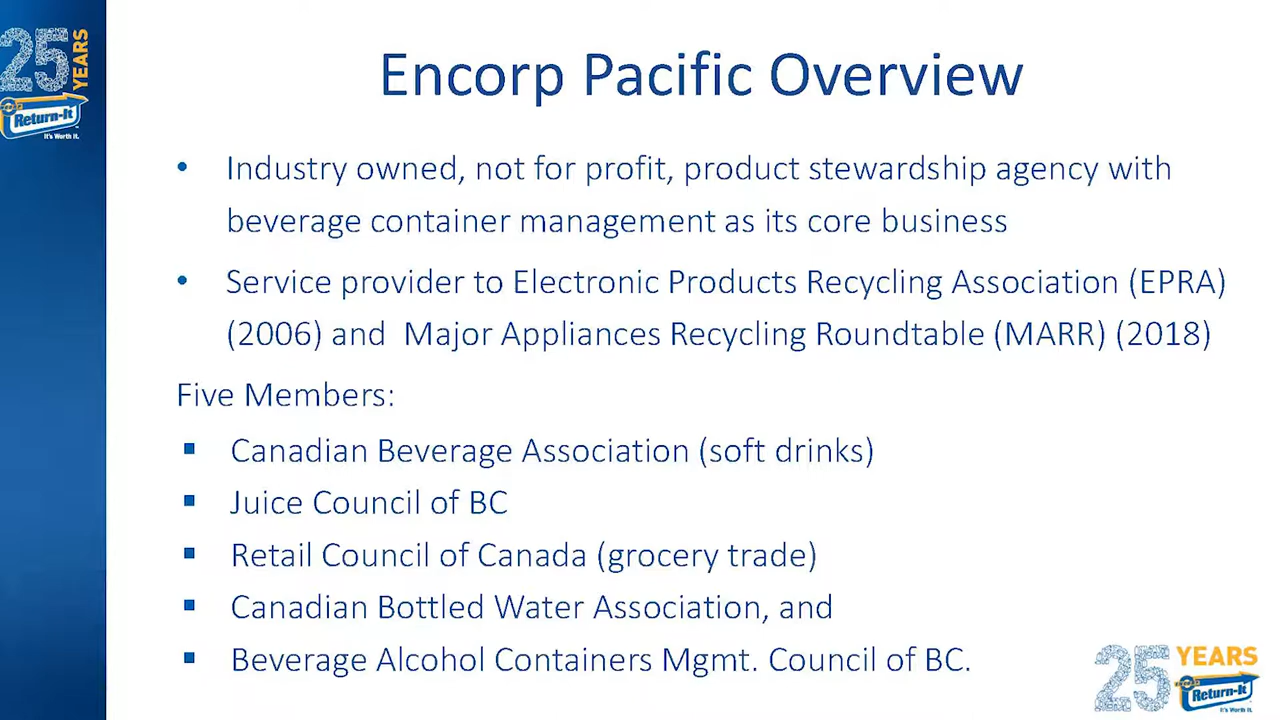 25 YEARS
Return-It
It's Worth It.
Encorp Pacific Overview
• Industry owned, not for profit, product stewardship agency with
beverage container management as its core business
• Service provider to Electronic Products Recycling Association (EPRA)
(2006) and Major Appliances Recycling Roundtable (MARR) (2018)
Five Members:
▪ Canadian Beverage Association (soft drinks)
▪ Juice Council of BC
▪ Retail Council of Canada (grocery trade)
▪ Canadian Bottled Water Association, and
▪ Beverage Alcohol Containers Mgmt. Council of BC.
25 YEARS
Return-It
It's Worth It.